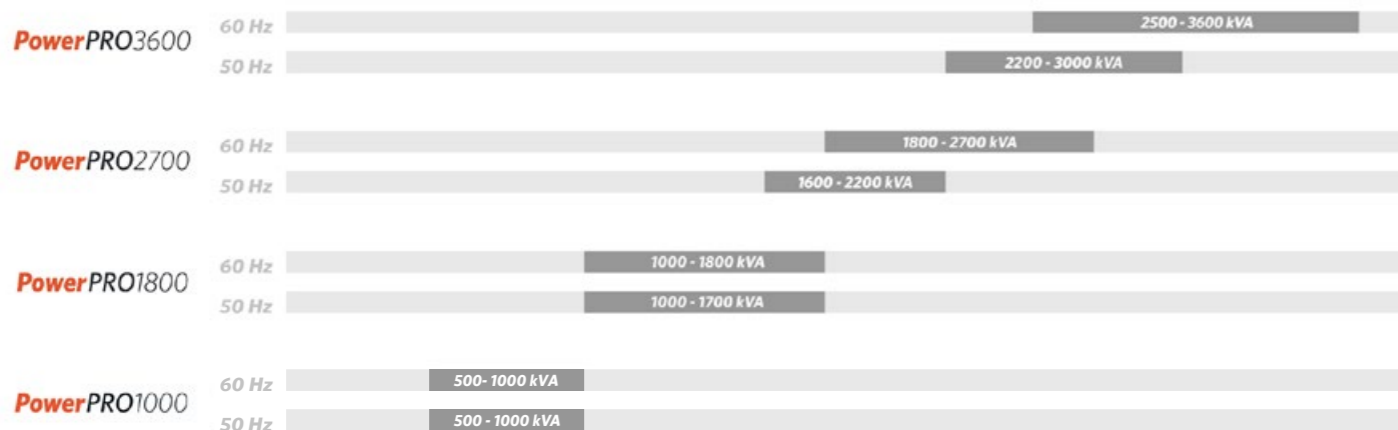 60 Hz 2500 - 3600 kVA
PowerPRO3600
50 Hz 2200 - 3000 kVA
60 Hz 1800 - 2700 kVA
PowerPRO2700
50 Hz 1600 - 2200 kVA
60 Hz 1000 - 1800 kVA
PowerPRO1800
50 Hz 1000 - 1700 kVA
60 Hz 500- 1000 kVA
PowerPRO1000
50 Hz 500 - 1000 kVA